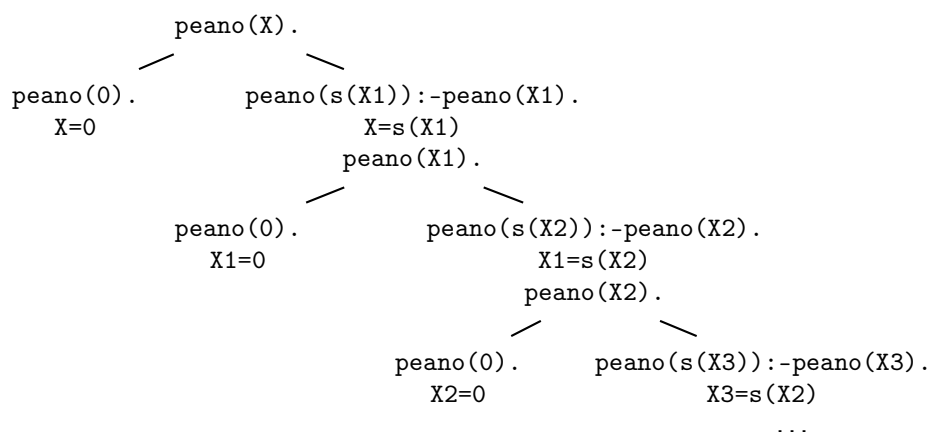 peano(X).
peano(0). peano(s(X1)):-peano(X1).
X=0 X=s(X1)
peano(X1).
peano(0). peano(s(X2)):-peano(X2).
X1=0 X1=s(X2)
peano(X2).
peano(0). peano(s(X3)):-peano(X3).
X2=0 X3=s(X2)
...